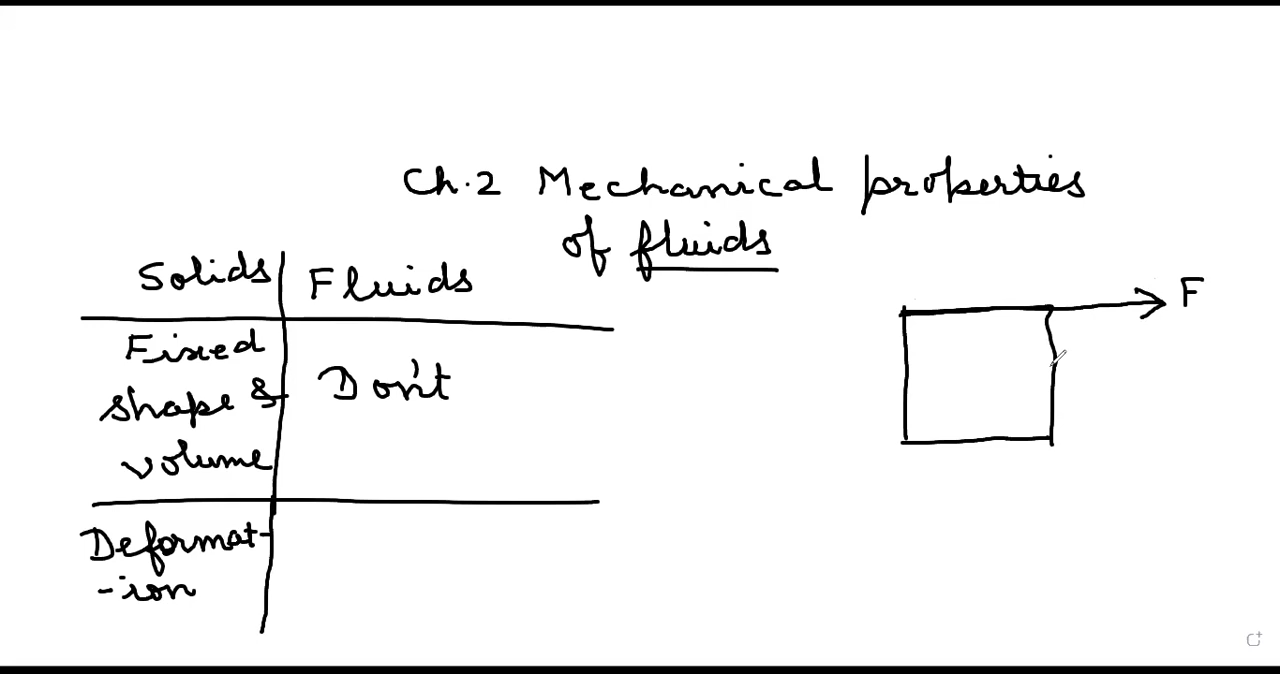 Ch.2 Mechanical properties
of fluids
Solids Fluids
Fixed
shape &
volume
Don't
Deformat-
-ion
F